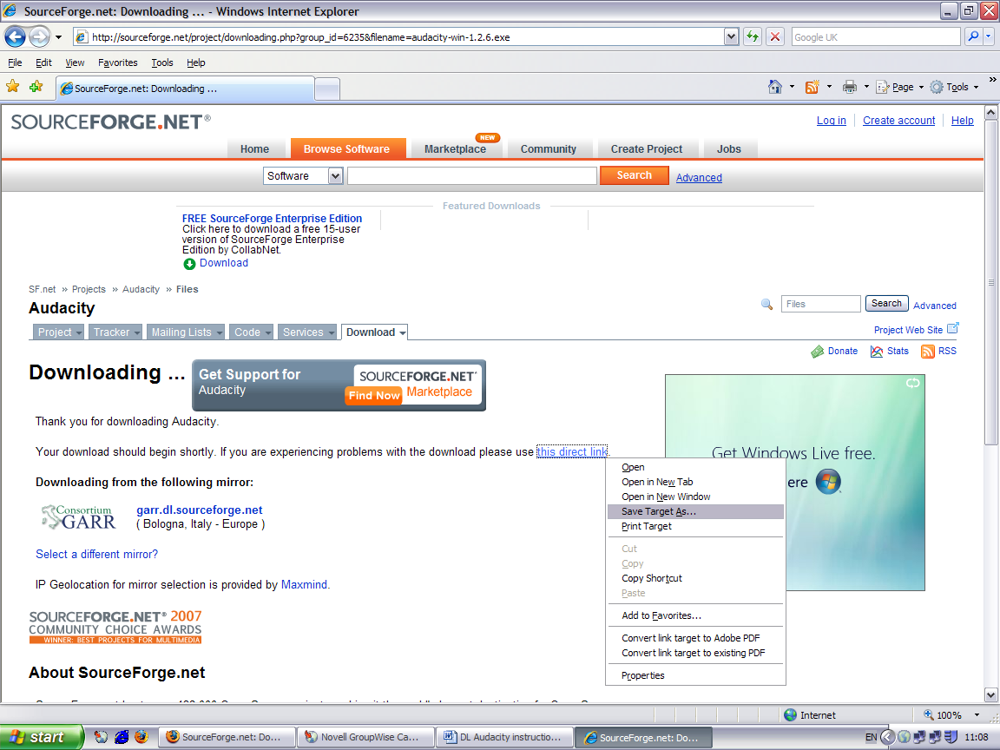 SourceForge.net: Downloading ... - Windows Internet Explorer
http://sourceforge.net/project/downloading.php?group_id=6235&filename=audacity-win-1.2.6.exe
Google UK
File Edit View Favorites Tools Help
SourceForge.net: Downloading ...
Page Tools
SOURCEFORGE.NET®
Log in Create account Help
NEW
Home Browse Software Marketplace Community Create Project Jobs
Software Search Advanced
Featured Downloads
FREE SourceForge Enterprise Edition
Click here to download a free 15-user
version of SourceForge Enterprise
Edition by CollabNet.
Download
SF.net » Projects » Audacity » Files
Audacity
Files Search Advanced
Project Tracker Mailing Lists Code Services Download
Project Web Site
Donate Stats RSS
Downloading ...
Get Support for
Audacity
SOURCEFORGE.NET
Find Now Marketplace
Thank you for downloading Audacity.
Your download should begin shortly. If you are experiencing problems with the download please use this direct link.
Get Windows Live free.
ere
Downloading from the following mirror:
Consortium
GARR
garr.dl.sourceforge.net
( Bologna, Italy - Europe )
Select a different mirror?
IP Geolocation for mirror selection is provided by Maxmind.
SOURCEFORGE.NET® 2007
COMMUNITY CHOICE AWARDS
WINNER: BEST PROJECTS FOR MULTIMEDIA
About SourceForge.net
Open
Open in New Tab
Open in New Window
Save Target As...
Print Target
Cut
Copy
Copy Shortcut
Paste
Add to Favorites...
Convert link target to Adobe PDF
Convert link target to existing PDF
Properties
Internet 100%
start
SourceForge.net: Do...
Novell GroupWise Ca...
DL Audacity instructio...
SourceForge.net: Do...
EN 11:08